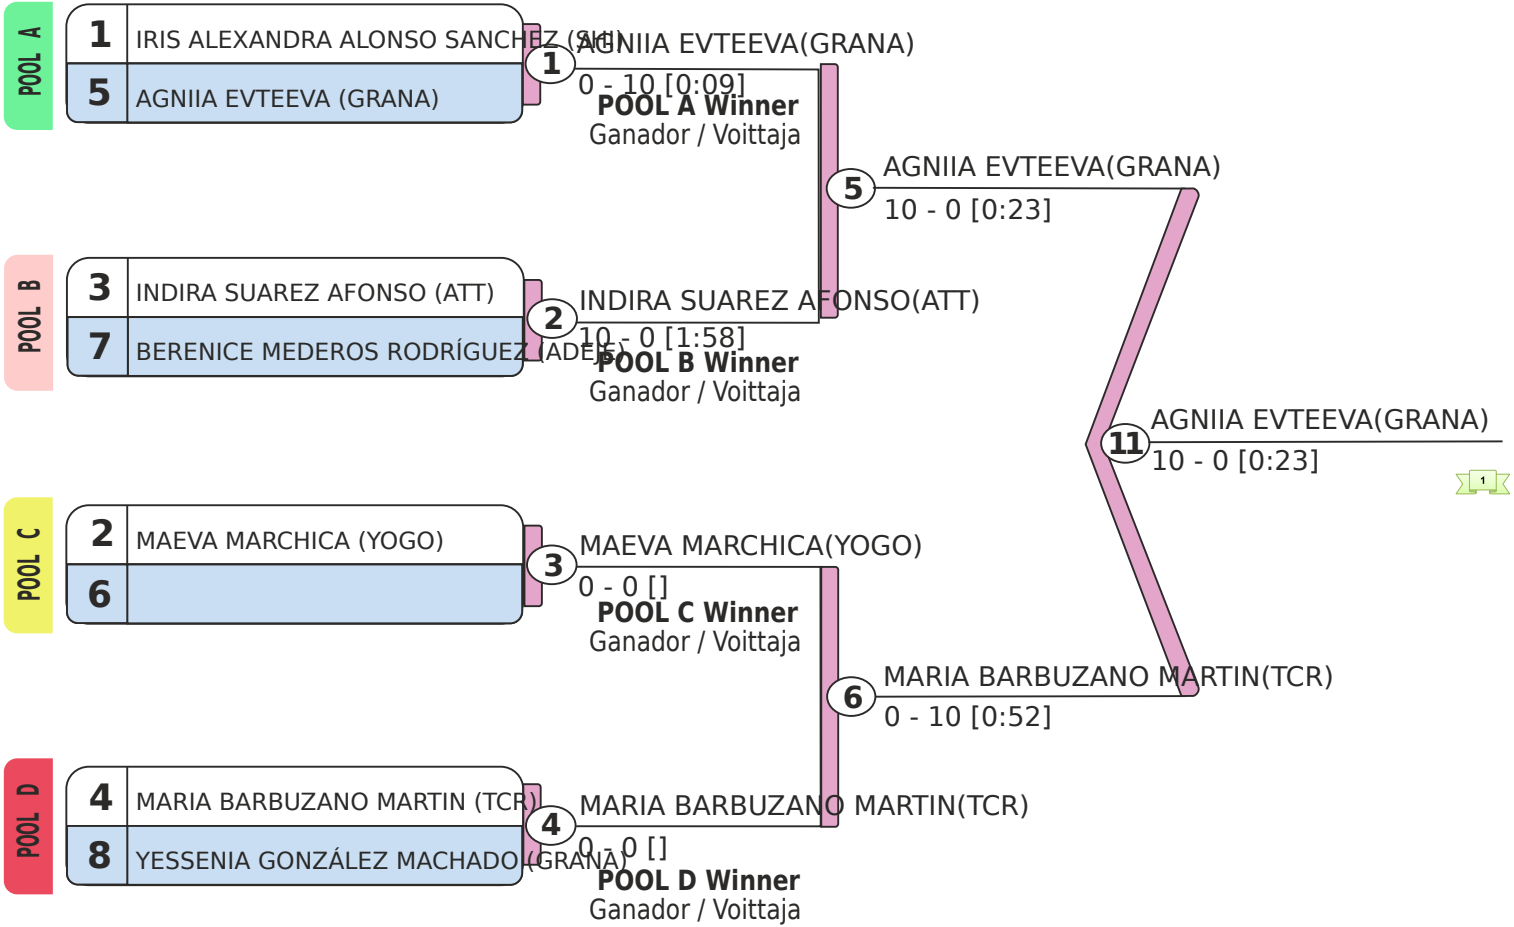 POOL A
1
IRIS ALEXANDRA ALONSO SANCHEZ (SHI)
5
AGNIIA EVTEEVA (GRANA)
1
AGNIIA EVTEEVA(GRANA)
0 - 10 [0:09]
POOL A Winner
Ganador / Voittaja
5
AGNIIA EVTEEVA(GRANA)
10 - 0 [0:23]
POOL B
3
INDIRA SUAREZ AFONSO (ATT)
7
BERENICE MEDEROS RODRÍGUEZ (ADEJE)
2
INDIRA SUAREZ AFONSO(ATT)
10 - 0 [1:58]
POOL B Winner
Ganador / Voittaja
11
AGNIIA EVTEEVA(GRANA)
10 - 0 [0:23]
1
POOL C
2
MAEVA MARCHICA (YOGO)
6
3
MAEVA MARCHICA(YOGO)
0 - 0 []
POOL C Winner
Ganador / Voittaja
6
MARIA BARBUZANO MARTIN(TCR)
0 - 10 [0:52]
POOL D
4
MARIA BARBUZANO MARTIN (TCR)
8
YESSENIA GONZÁLEZ MACHADO (GRANA)
4
MARIA BARBUZANO MARTIN(TCR)
0 - 0 []
POOL D Winner
Ganador / Voittaja